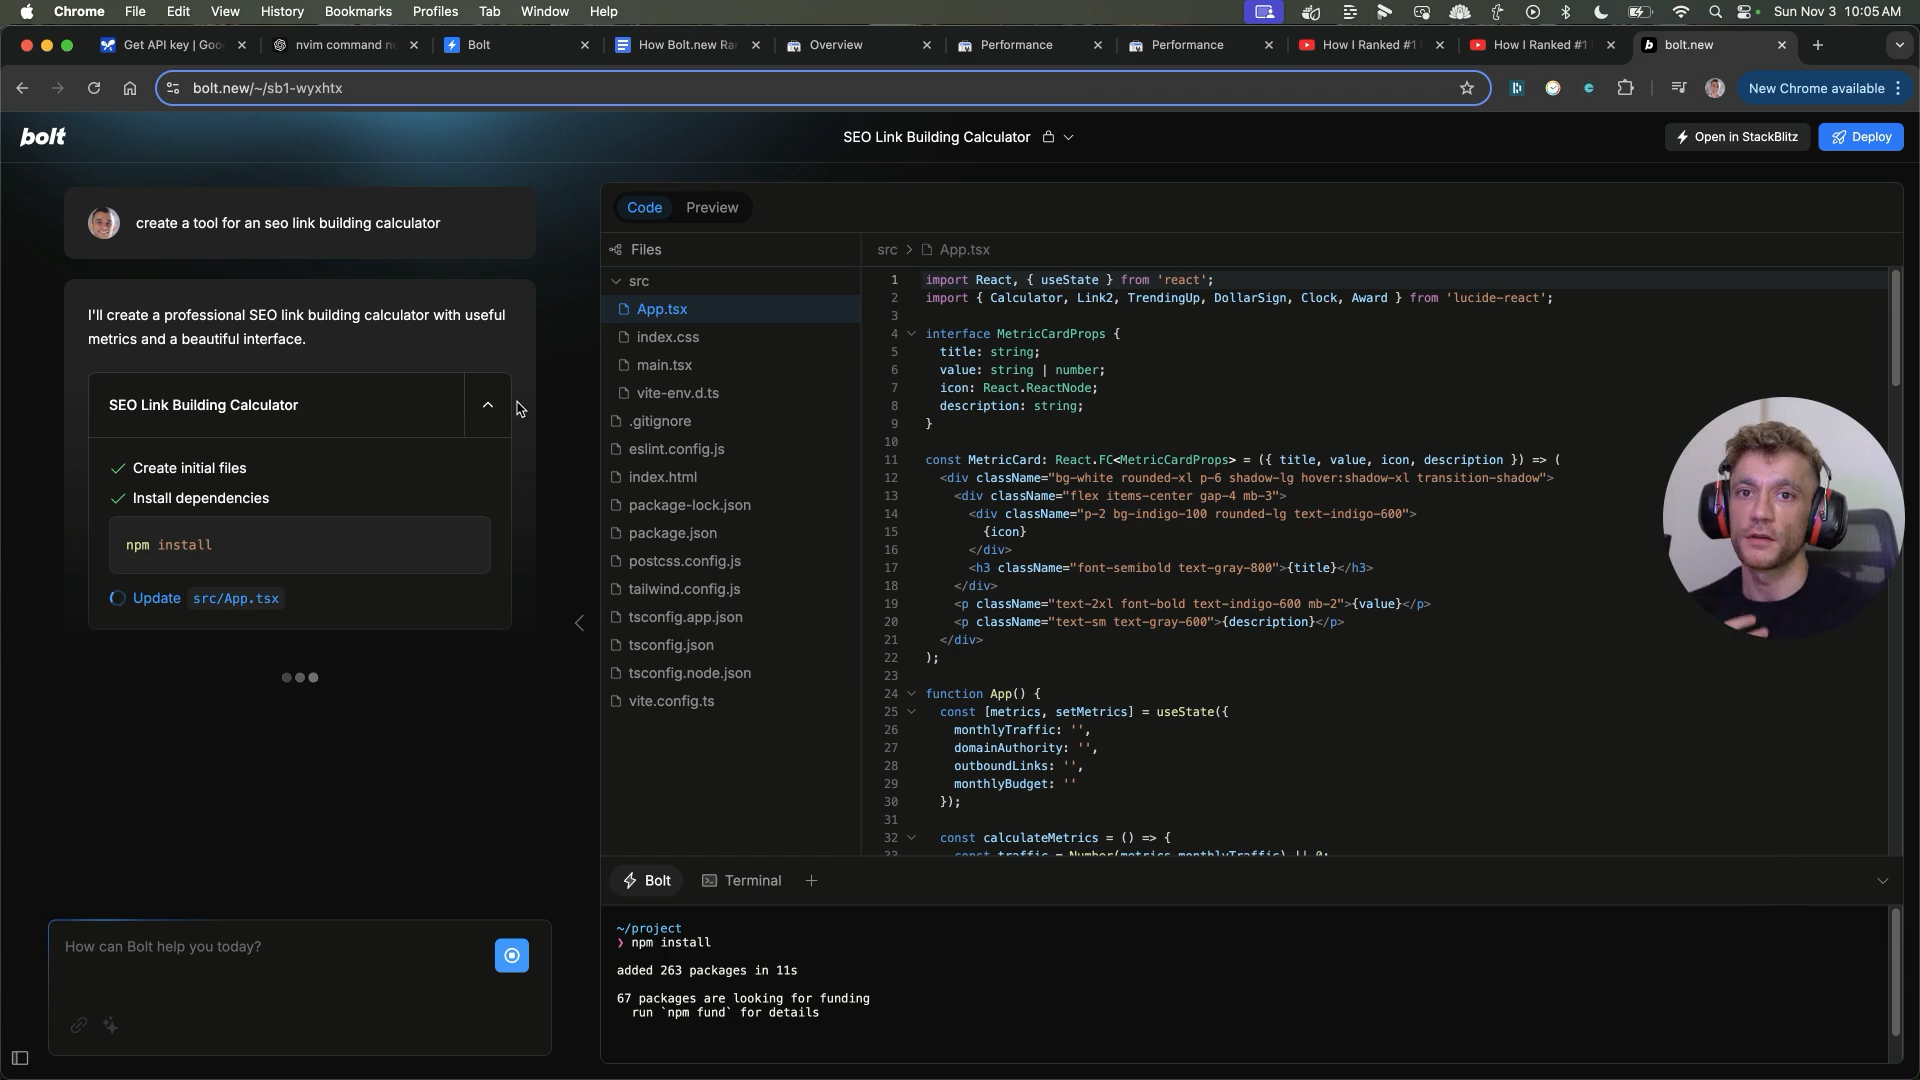 Chrome File Edit View History Bookmarks Profiles Tab Window Help Sun Nov 3 10:05 AM
Get API key | Goo nvim command n Bolt How Bolt.new Ra Overview Performance Performance How I Ranked #1 How I Ranked #1 bolt.new
bolt.new/~/sb1-wyxhtx New Chrome available
bolt SEO Link Building Calculator Open in StackBlitz Deploy
create a tool for an seo link building calculator
I'll create a professional SEO link building calculator with useful
metrics and a beautiful interface.
SEO Link Building Calculator
Create initial files
Install dependencies
npm install
Update src/App.tsx
How can Bolt help you today?
Code Preview
Files
src
App.tsx
index.css
main.tsx
vite-env.d.ts
.gitignore
eslint.config.js
index.html
package-lock.json
package.json
postcss.config.js
tailwind.config.js
tsconfig.app.json
tsconfig.json
tsconfig.node.json
vite.config.ts
src > App.tsx
1 import React, { useState } from 'react';
2 import { Calculator, Link2, TrendingUp, DollarSign, Clock, Award } from 'lucide-react';
3
4 interface MetricCardProps {
5 title: string;
6 value: string | number;
7 icon: React.ReactNode;
8 description: string;
9 }
10
11 const MetricCard: React.FC<MetricCardProps> = ({ title, value, icon, description }) => (
12 <div className="bg-white rounded-xl p-6 shadow-lg hover:shadow-xl transition-shadow">
13 <div className="flex items-center gap-4 mb-3">
14 <div className="p-2 bg-indigo-100 rounded-lg text-indigo-600">
15 {icon}
16 </div>
17 <h3 className="font-semibold text-gray-800">{title}</h3>
18 </div>
19 <p className="text-2xl font-bold text-indigo-600 mb-2">{value}</p>
20 <p className="text-sm text-gray-600">{description}</p>
21 </div>
22 );
23
24 function App() {
25 const [metrics, setMetrics] = useState({
26 monthlyTraffic: '',
27 domainAuthority: '',
28 outboundLinks: '',
29 monthlyBudget: ''
30 });
31
32 const calculateMetrics = () => {
33 const traffic = Number(metrics.monthlyTraffic) || 0;
Bolt Terminal
~/project
❯ npm install
added 263 packages in 11s
67 packages are looking for funding
run `npm fund` for details